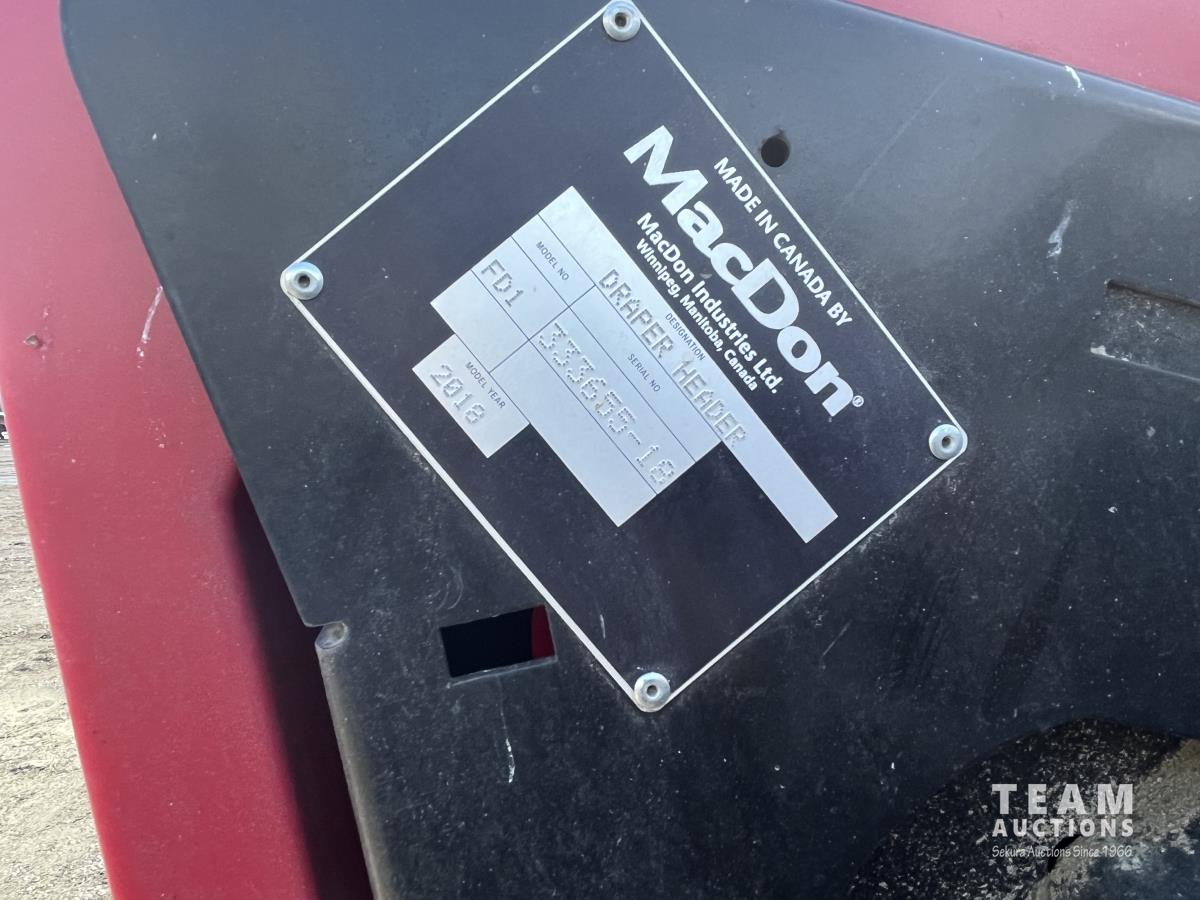 MADE IN CANADA BY
MacDon®
MacDon Industries Ltd.
Winnipeg, Manitoba, Canada
DESIGNATION
DRAPER HEADER
MODEL NO
SERIAL NO
FD1
333655-18
MODEL YEAR
2018
TEAM
AUCTIONS
Sekura Auctions Since 1966